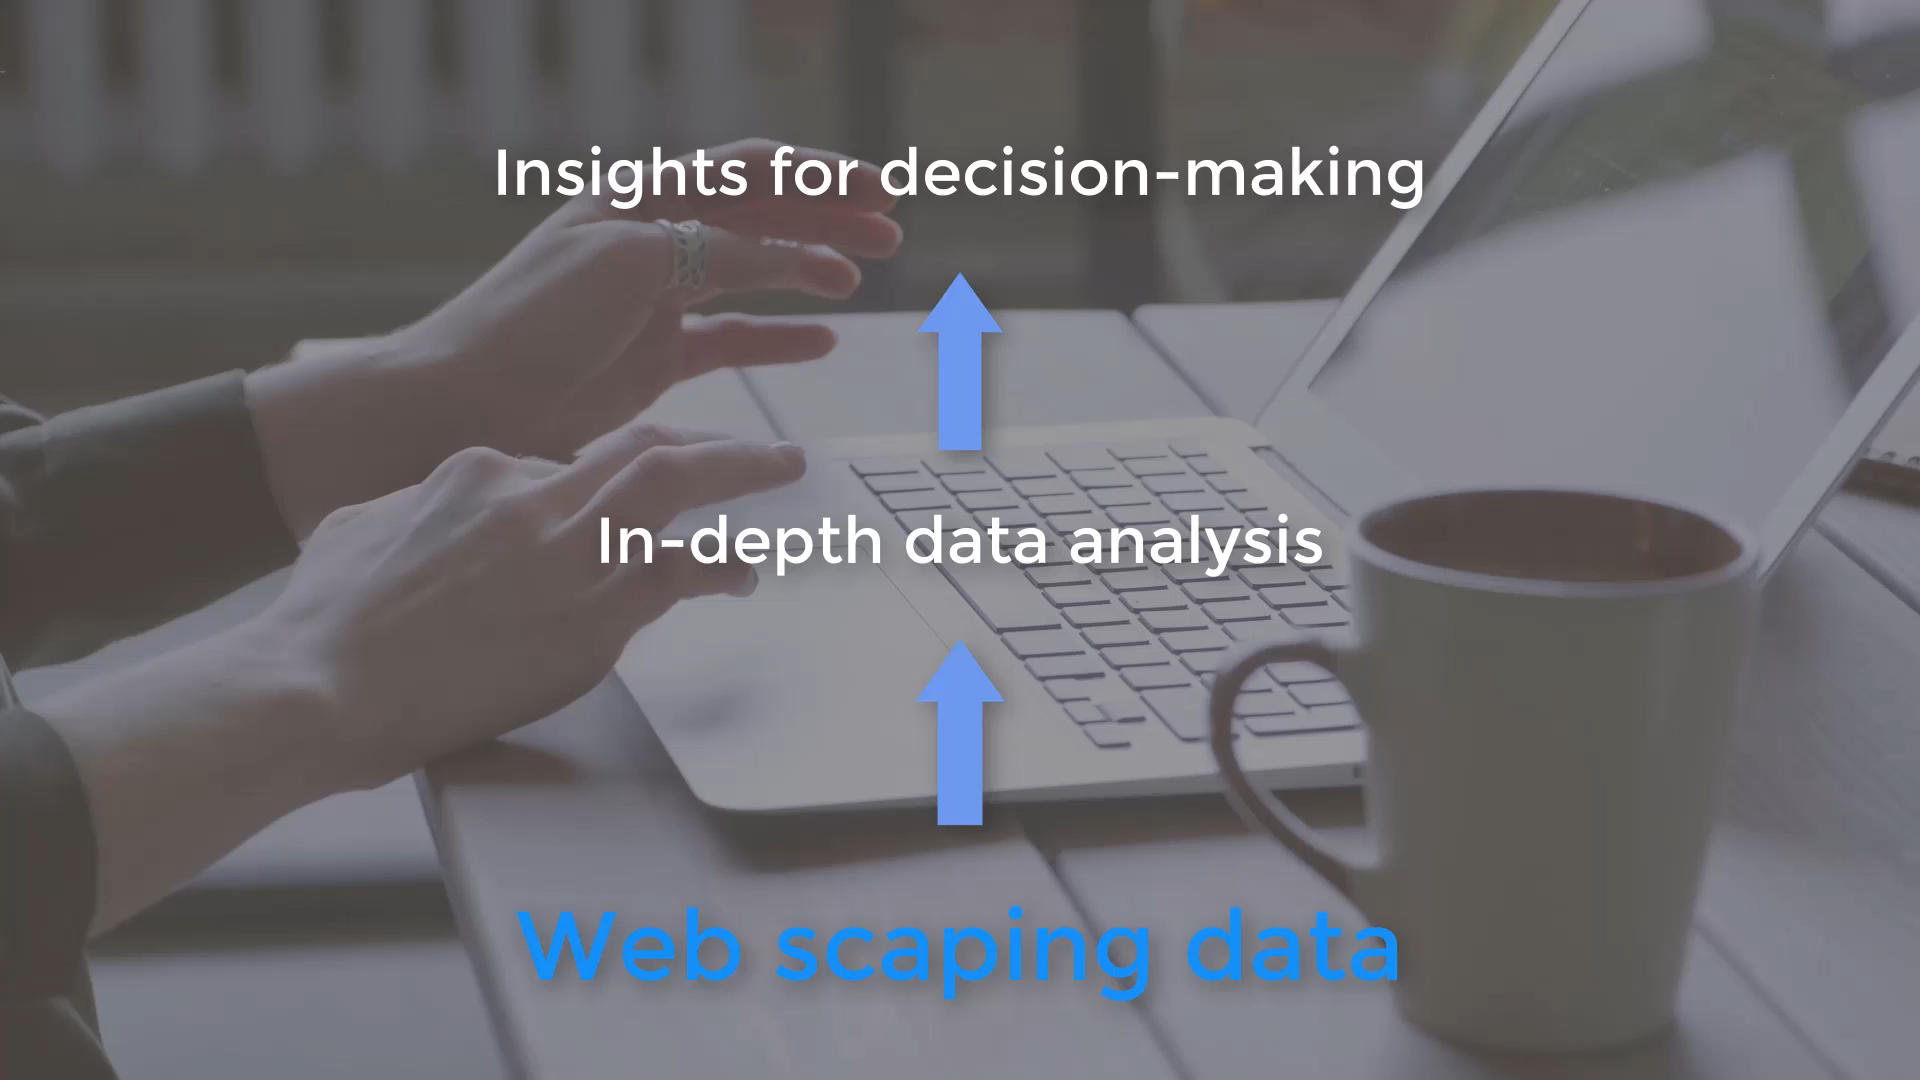 Insights for decision-making
In-depth data analysis
Web scaping data